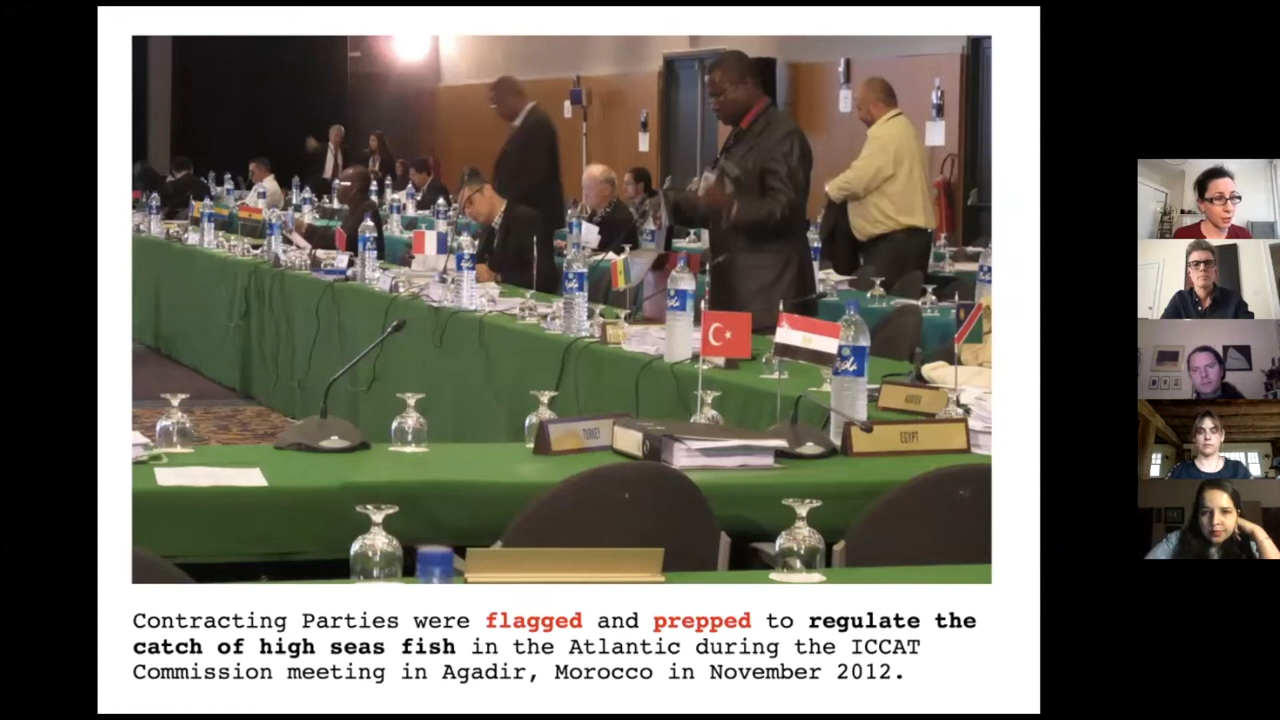 TURKEY
EGYPT
Contracting Parties were flagged and prepped to regulate the
catch of high seas fish in the Atlantic during the ICCAT
Commission meeting in Agadir, Morocco in November 2012.